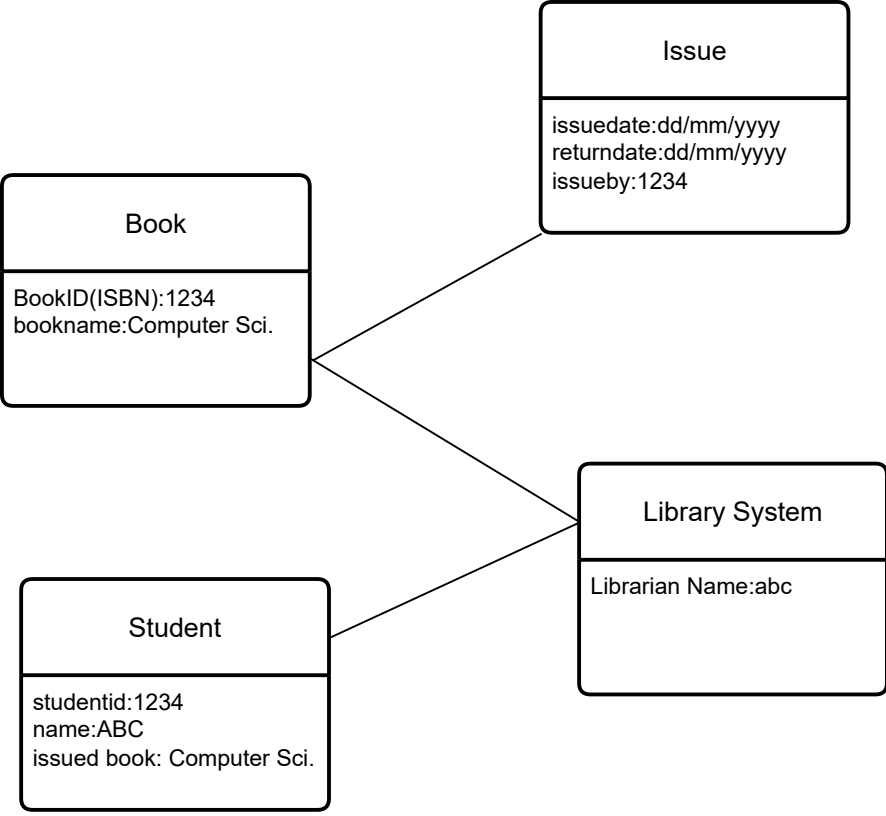 Issue
issuedate:dd/mm/yyyy
returndate:dd/mm/yyyy
issueby:1234
Book
BookID(ISBN):1234
bookname:Computer Sci.
Library System
Librarian Name:abc
Student
studentid:1234
name:ABC
issued book: Computer Sci.